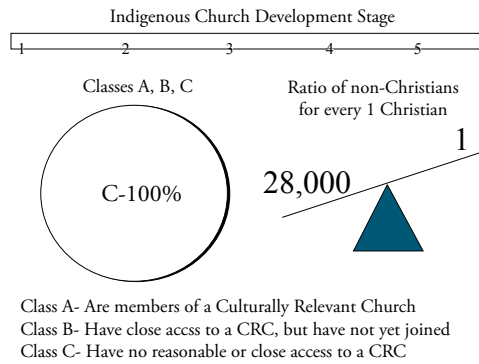 Indigenous Church Development Stage
1 2 3 4 5
Classes A, B, C
C-100%
Ratio of non-Christians
for every 1 Christian
1
28,000
Class A- Are members of a Culturally Relevant Church
Class B- Have close accss to a CRC, but have not yet joined
Class C- Have no reasonable or close access to a CRC